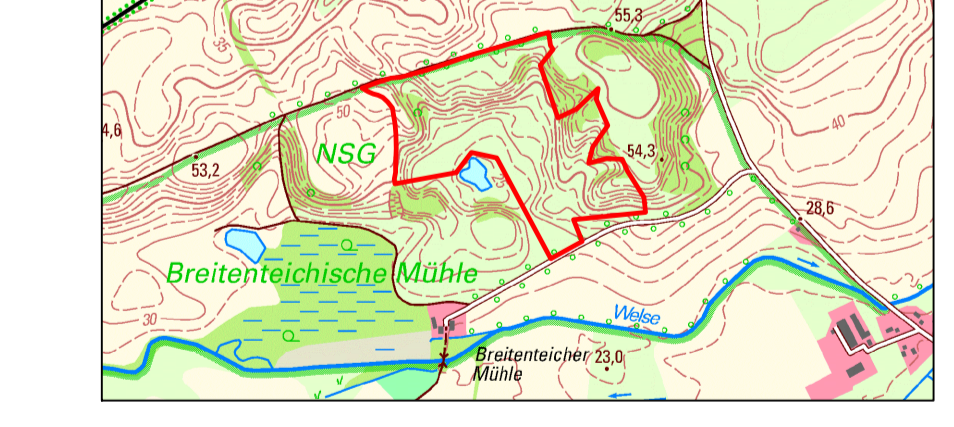 55,3
35
50
4,6
40
NSG
54,3
53,2
28,6
Breitenteichische Mühle
30
Welse
Breitenteicher 23,0
Mühle